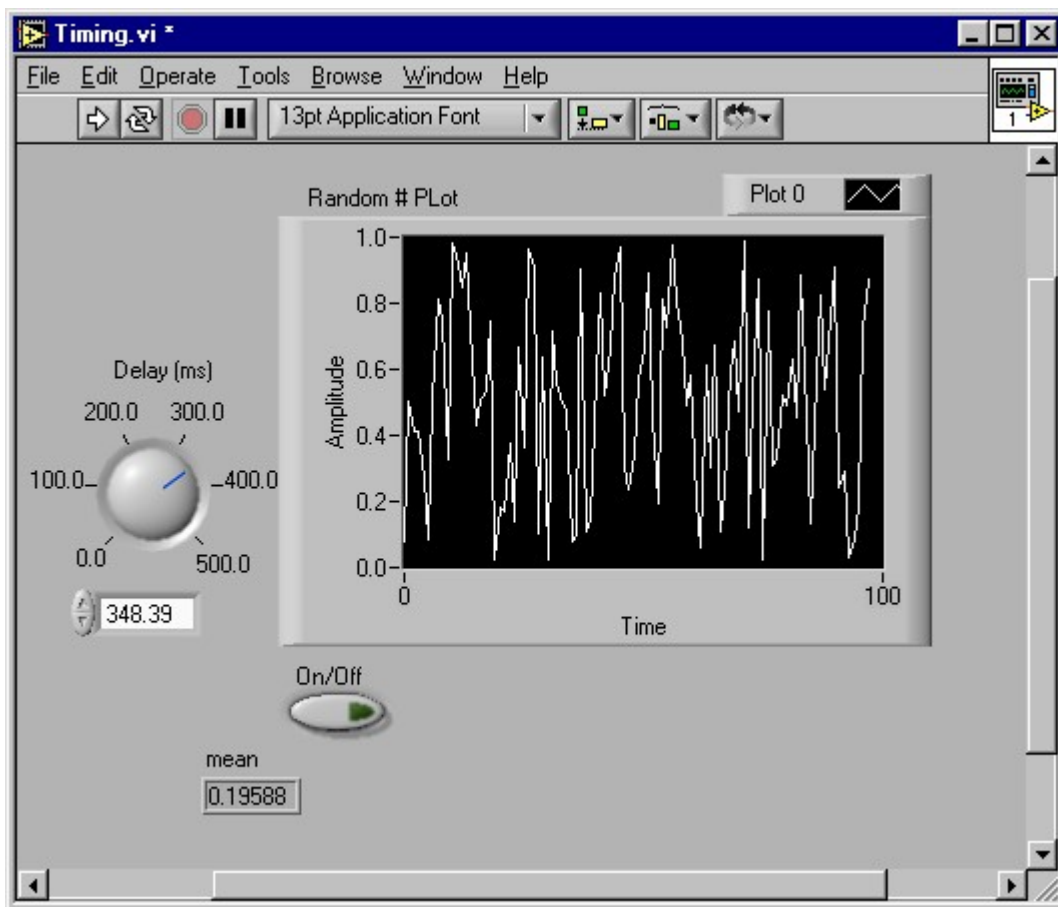 Timing.vi *
File Edit Operate Tools Browse Window Help
13pt Application Font
1
Random # PLot
Plot 0
1.0
0.8
0.6
0.4
0.2
0.0
Amplitude
0
100
Time
Delay (ms)
200.0 300.0
100.0 400.0
0.0 500.0
348.39
On/Off
mean
0.19588